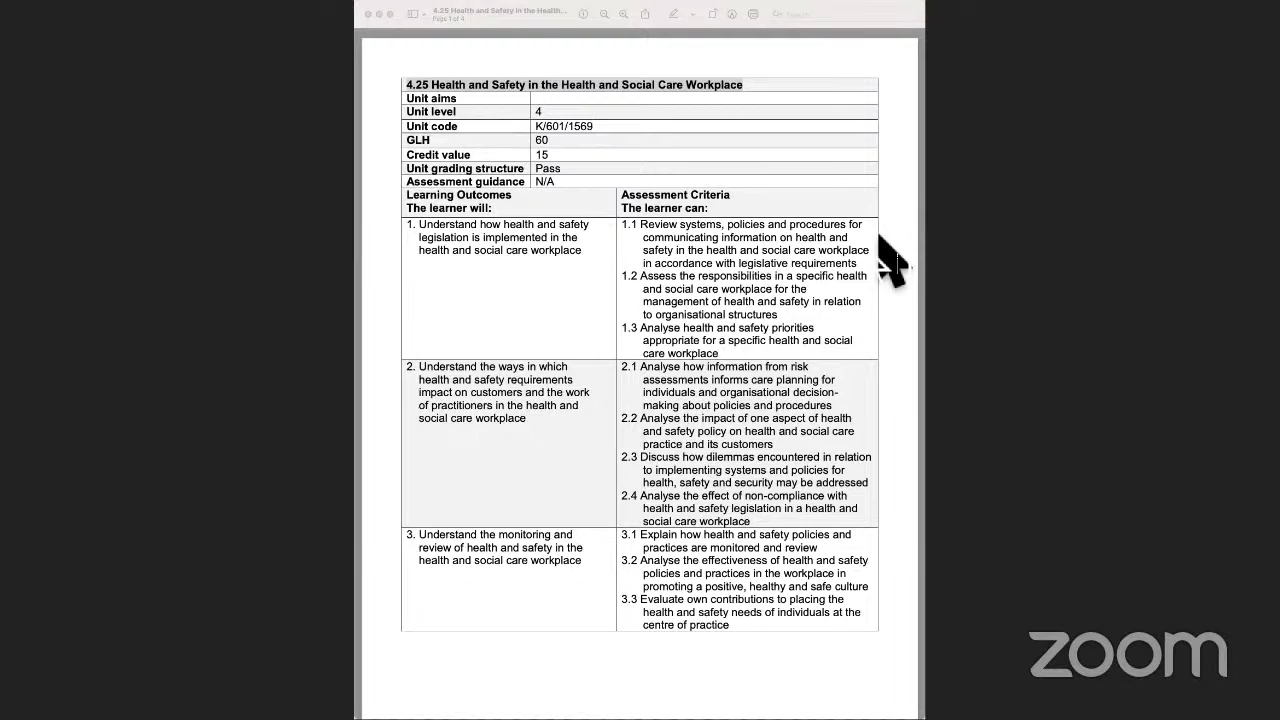 4.25 Health and Safety in the Health...
Page 1 of 4
Search
4.25 Health and Safety in the Health and Social Care Workplace
Unit aims
Unit level 4
Unit code K/601/1569
GLH 60
Credit value 15
Unit grading structure Pass
Assessment guidance N/A
Learning Outcomes
The learner will:
Assessment Criteria
The learner can:
1. Understand how health and safety
legislation is implemented in the
health and social care workplace
1.1 Review systems, policies and procedures for
communicating information on health and
safety in the health and social care workplace
in accordance with legislative requirements
1.2 Assess the responsibilities in a specific health
and social care workplace for the
management of health and safety in relation
to organisational structures
1.3 Analyse health and safety priorities
appropriate for a specific health and social
care workplace
2. Understand the ways in which
health and safety requirements
impact on customers and the work
of practitioners in the health and
social care workplace
2.1 Analyse how information from risk
assessments informs care planning for
individuals and organisational decision-
making about policies and procedures
2.2 Analyse the impact of one aspect of health
and safety policy on health and social care
practice and its customers
2.3 Discuss how dilemmas encountered in relation
to implementing systems and policies for
health, safety and security may be addressed
2.4 Analyse the effect of non-compliance with
health and safety legislation in a health and
social care workplace
3. Understand the monitoring and
review of health and safety in the
health and social care workplace
3.1 Explain how health and safety policies and
practices are monitored and review
3.2 Analyse the effectiveness of health and safety
policies and practices in the workplace in
promoting a positive, healthy and safe culture
3.3 Evaluate own contributions to placing the
health and safety needs of individuals at the
centre of practice
zoom